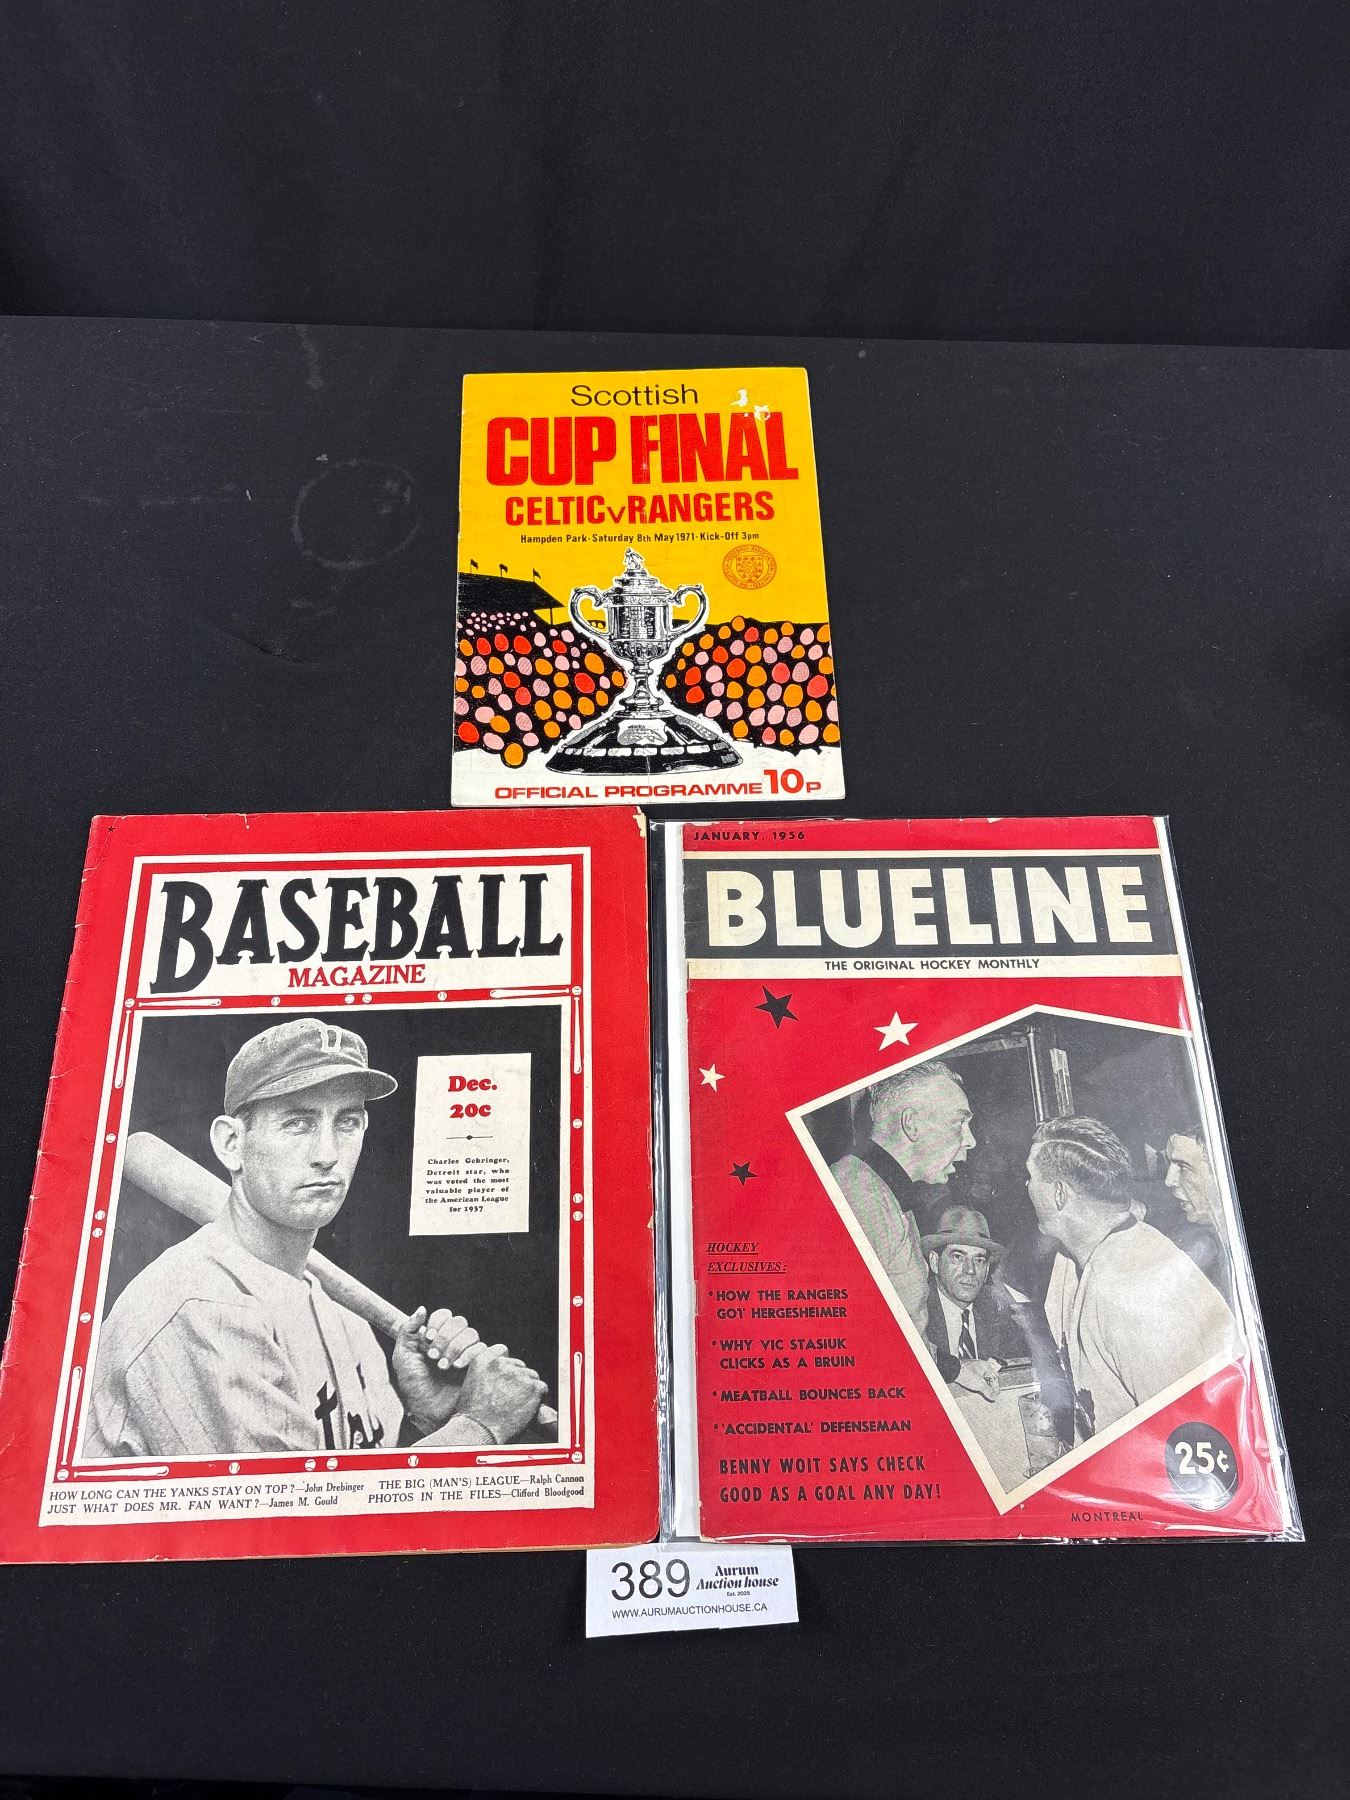 Scottish
CUP FINAL
CELTIC v RANGERS
Hampden Park·Saturday 8th May 1971·Kick-Off 3pm
OFFICIAL PROGRAMME 10p
BASEBALL
MAGAZINE
D
Dec.
20c
Charles Gehringer,
Detroit star, who
was voted the most
valuable player of
the American League
for 1937
HOW LONG CAN THE YANKS STAY ON TOP?—John Drebinger
JUST WHAT DOES MR. FAN WANT?—James M. Gould
THE BIG (MAN'S) LEAGUE—Ralph Cannon
PHOTOS IN THE FILES—Clifford Bloodgood
JANUARY, 1956
BLUELINE
THE ORIGINAL HOCKEY MONTHLY
HOCKEY
EXCLUSIVES:
•HOW THE RANGERS
GOT HERGESHEIMER
•WHY VIC STASIUK
CLICKS AS A BRUIN
•MEATBALL BOUNCES BACK
•'ACCIDENTAL' DEFENSEMAN
BENNY WOIT SAYS CHECK
GOOD AS A GOAL ANY DAY!
25¢
MONTREAL
389
Aurum
Auction house
Est. 2025
WWW.AURUMAUCTIONHOUSE.CA